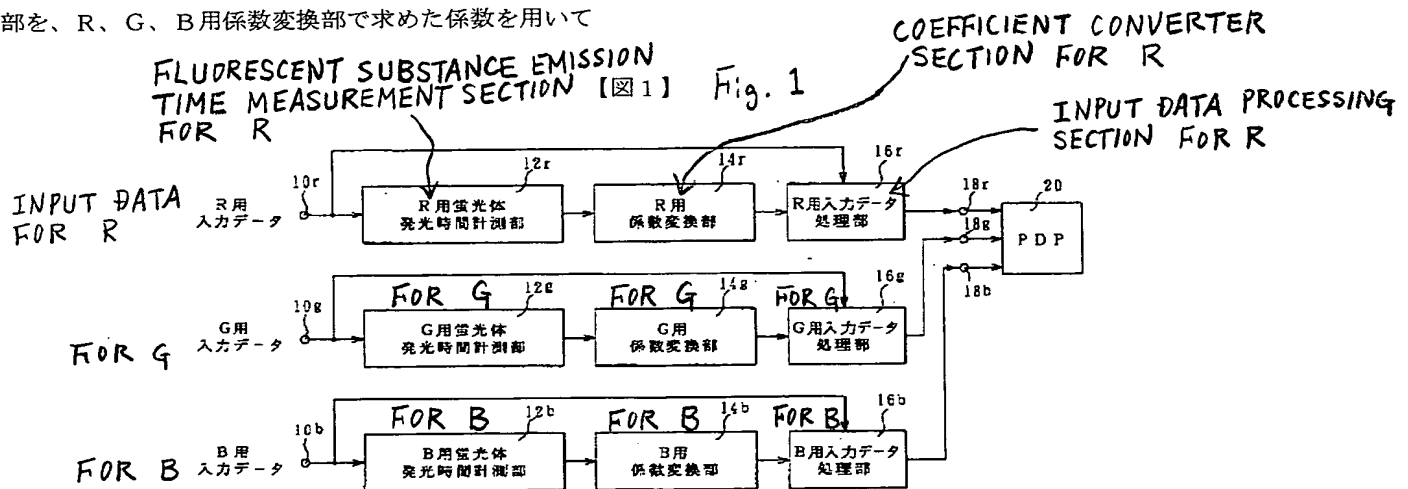 部を、R、G、B用係数変換部で求めた係数を用いて
COEFFICIENT CONVERTER
SECTION FOR R
FLUORESCENT SUBSTANCE EMISSION
TIME MEASUREMENT SECTION 【図1】 Fig. 1
FOR R
INPUT DATA PROCESSING
SECTION FOR R
12r
14r
16r
INPUT DATA
FOR R
R用
入力データ
10r
R用蛍光体
発光時間計測部
R用
係数変換部
R用入力データ
処理部
18r
18g
18b
20
PDP
FOR G
12g
FOR G
14g
FOR G
16g
FOR G
G用
入力データ
10g
G用蛍光体
発光時間計測部
G用
係数変換部
G用入力データ
処理部
FOR B
12b
FOR B
14b
FOR B
16b
FOR B
B用
入力データ
10b
B用蛍光体
発光時間計測部
B用
係数変換部
B用入力データ
処理部